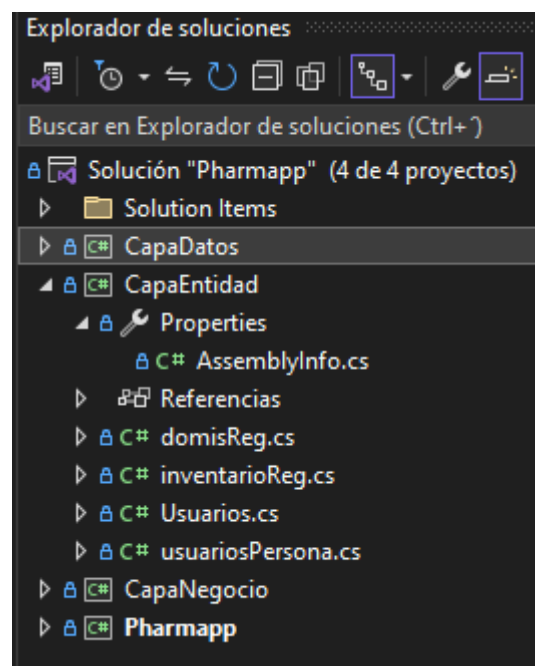 Explorador de soluciones
Buscar en Explorador de soluciones (Ctrl+´)
Solución "Pharmapp" (4 de 4 proyectos)
Solution Items
C# CapaDatos
C# CapaEntidad
Properties
C# AssemblyInfo.cs
Referencias
C# domisReg.cs
C# inventarioReg.cs
C# Usuarios.cs
C# usuariosPersona.cs
C# CapaNegocio
C# Pharmapp